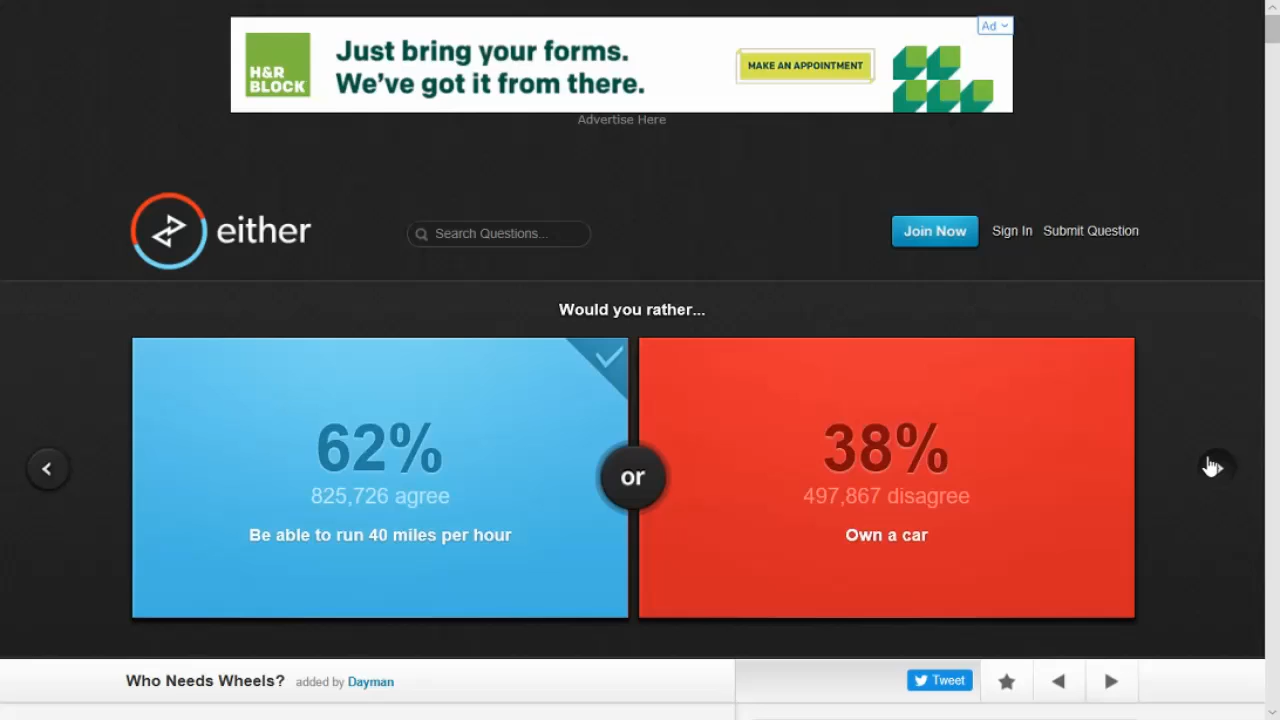 Ad
H&R
BLOCK
Just bring your forms.
We've got it from there.
MAKE AN APPOINTMENT
Advertise Here
either
Search Questions...
Join Now
Sign In
Submit Question
Would you rather...
62%
825,726 agree
Be able to run 40 miles per hour
or
38%
497,867 disagree
Own a car
Who Needs Wheels? added by Dayman
Tweet